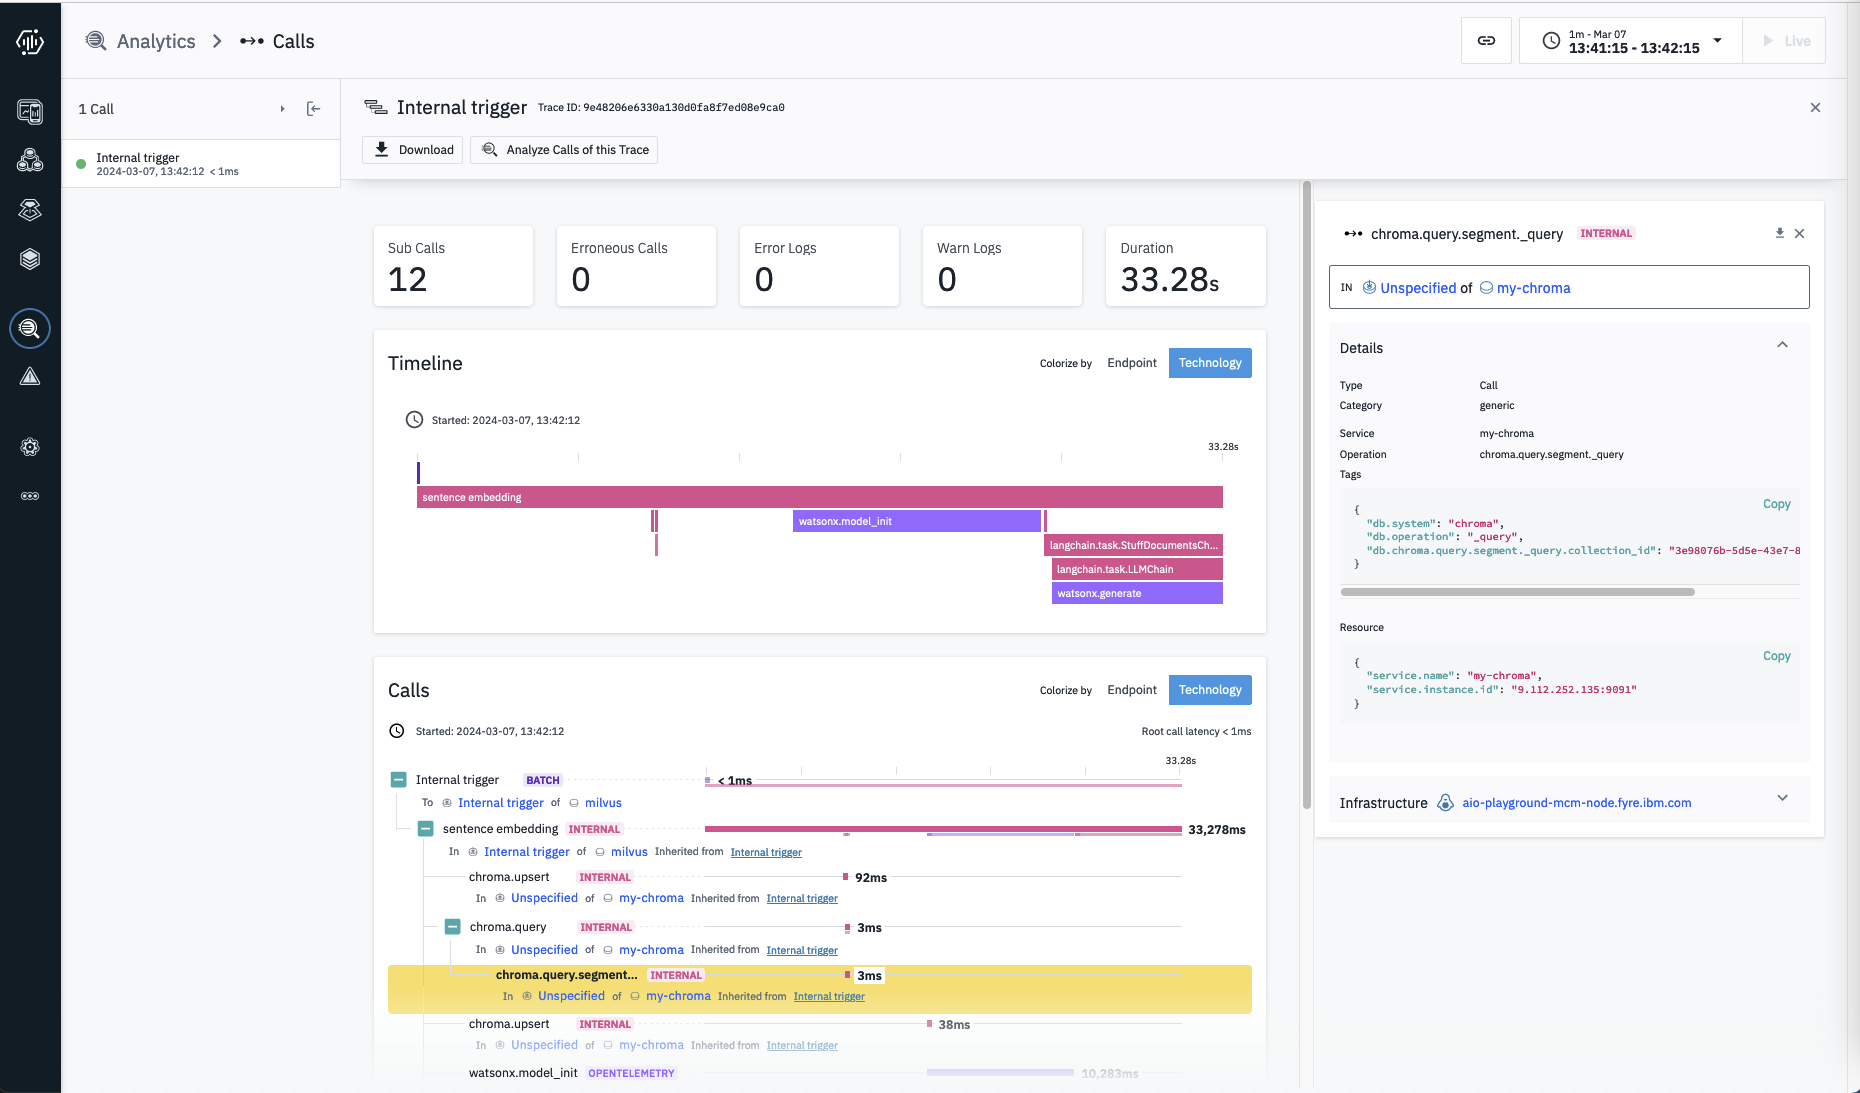 Analytics
Calls
1m - Mar 07
13:41:15 - 13:42:15
Live
1 Call
Internal trigger
2024-03-07, 13:42:12 < 1ms
Internal trigger Trace ID: 9e48206e6330a130d0fa8f7ed08e9ca0
Download
Analyze Calls of this Trace
Sub Calls
12
Erroneous Calls
0
Error Logs
0
Warn Logs
0
Duration
33.28s
Timeline
Colorize by Endpoint Technology
Started: 2024-03-07, 13:42:12
33.28s
sentence embedding
watsonx.model_init
langchain.task.StuffDocumentsCh...
langchain.task.LLMChain
watsonx.generate
Calls
Colorize by Endpoint Technology
Started: 2024-03-07, 13:42:12
Root call latency < 1ms
33.28s
Internal trigger BATCH < 1ms
To Internal trigger of milvus
sentence embedding INTERNAL 33,278ms
In Internal trigger of milvus Inherited from Internal trigger
chroma.upsert INTERNAL 92ms
In Unspecified of my-chroma Inherited from Internal trigger
chroma.query INTERNAL 3ms
In Unspecified of my-chroma Inherited from Internal trigger
chroma.query.segment... INTERNAL 3ms
In Unspecified of my-chroma Inherited from Internal trigger
chroma.upsert INTERNAL 38ms
In Unspecified of my-chroma Inherited from Internal trigger
watsonx.model_init OPENTELEMETRY 10,283ms
chroma.query.segment._query INTERNAL
IN Unspecified of my-chroma
Details
Type Call
Category generic
Service my-chroma
Operation chroma.query.segment._query
Tags
Copy
{
"db.system": "chroma",
"db.operation": "_query",
"db.chroma.query.segment._query.collection_id": "3e98076b-5d5e-43e7-8
}
Resource
Copy
{
"service.name": "my-chroma",
"service.instance.id": "9.112.252.135:9091"
}
Infrastructure aio-playground-mcm-node.fyre.ibm.com